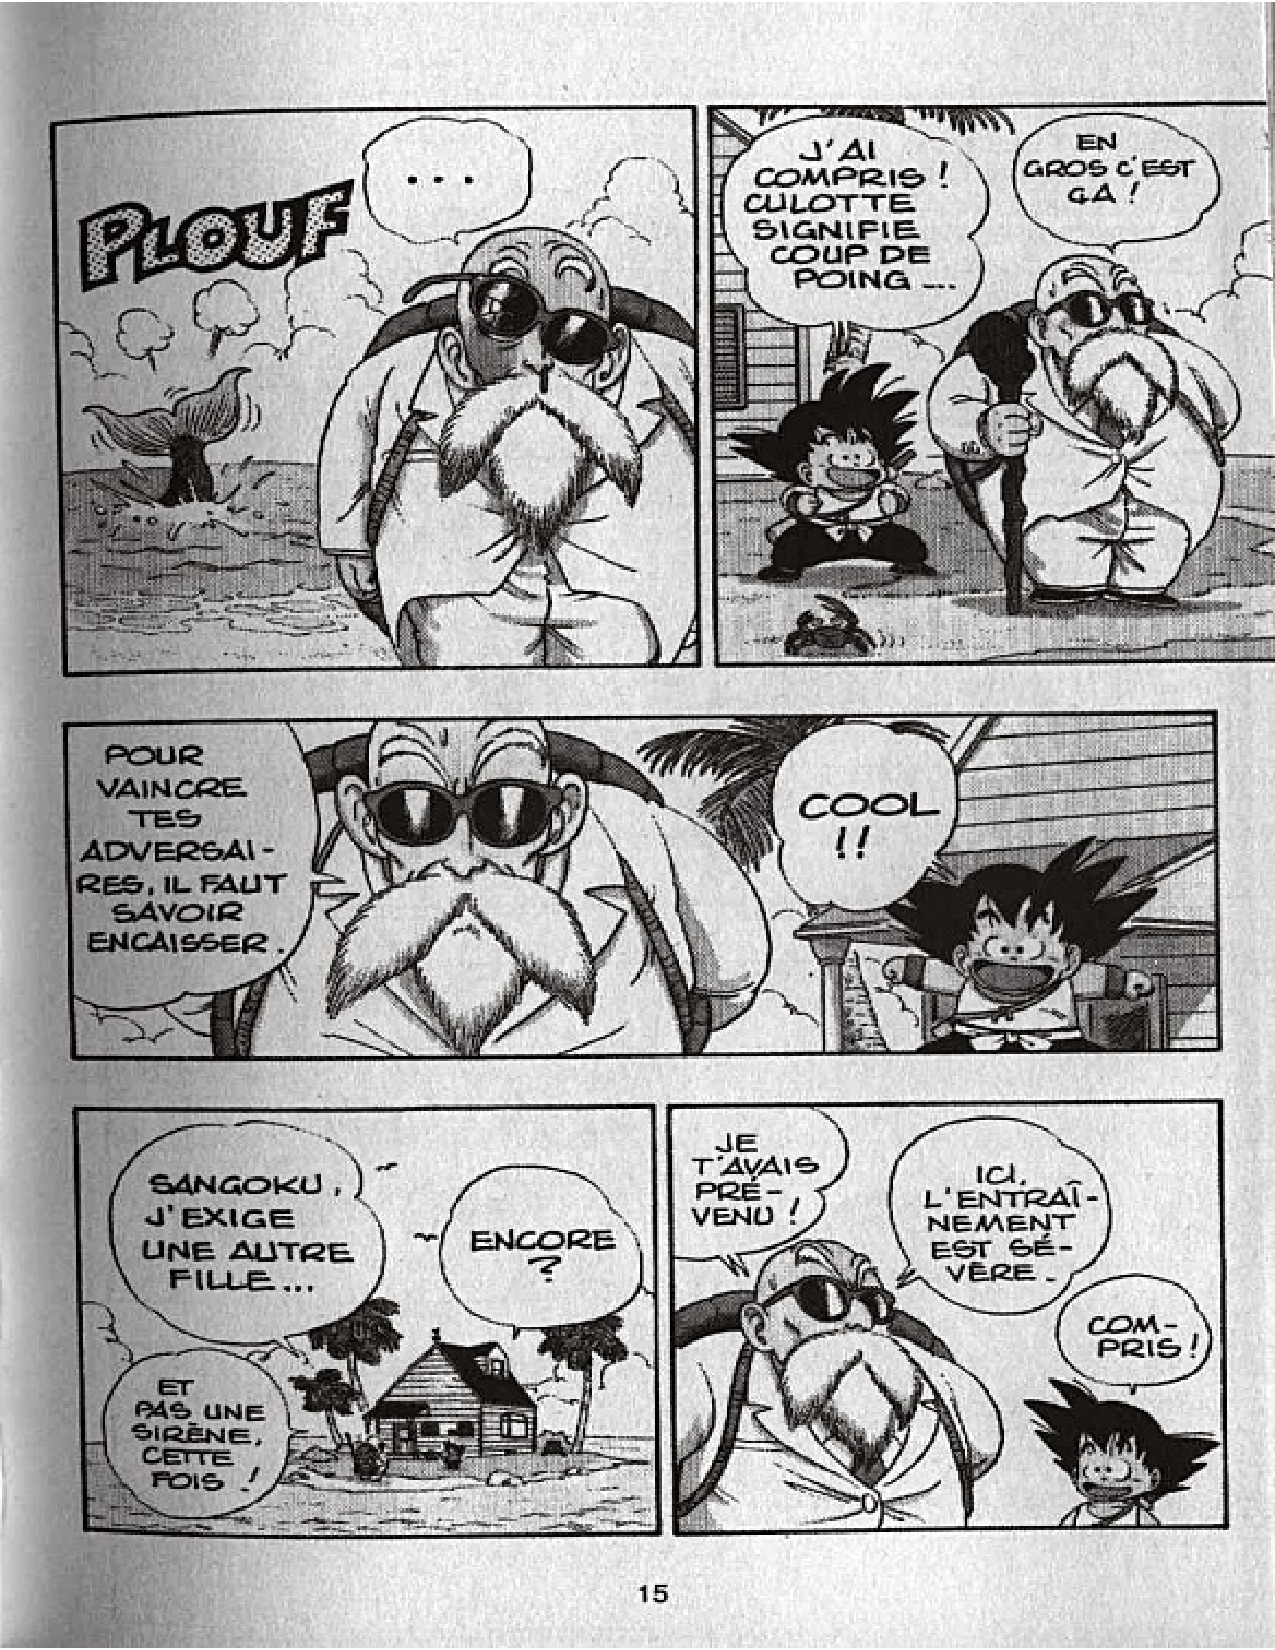 PLOUF
...
J'AI
COMPRIS !
CULOTTE
SIGNIFIE
COUP DE
POING ....
EN
GROS C'EST
ÇA !
POUR
VAINCRE
TES
ADVERSAI-
RES, IL FAUT
SAVOIR
ENCAISSER.
COOL
!!
SANGOKU,
J'EXIGE
UNE AUTRE
FILLE...
ENCORE
?
ET
PAS UNE
SIRÈNE,
CETTE
FOIS !
JE
T'AVAIS
PRÉ-
VENU !
ICI,
L'ENTRAÎ-
NEMENT
EST SÉ-
VÈRE.
COM-
PRIS !
15